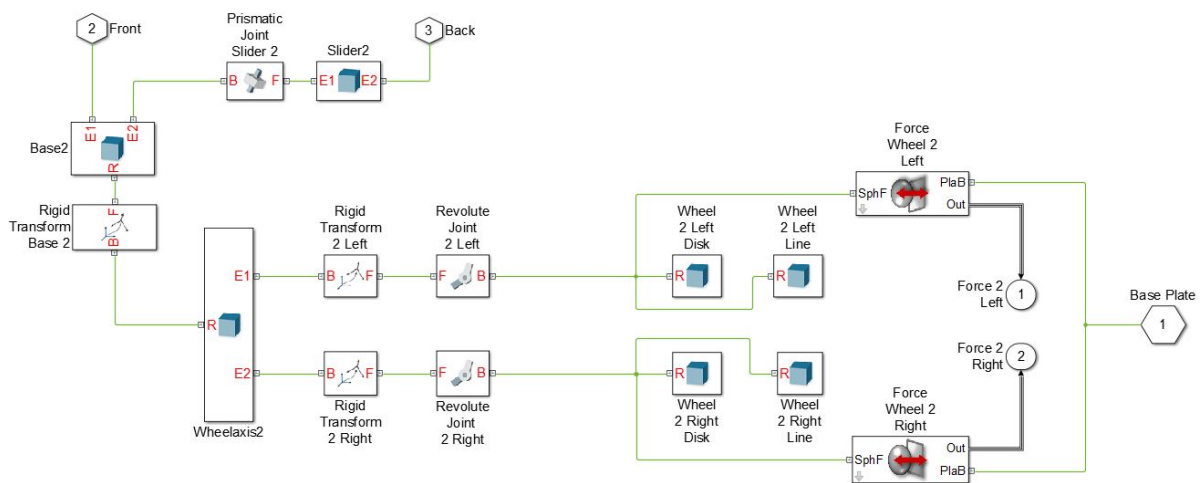 2
Front
Prismatic
Joint
Slider 2
B
F
Slider2
E1
E2
3
Back
E1
E2
Base2
R
Rigid
Transform
Base 2
F
B
R
E1
E2
Wheelaxis2
Rigid
Transform
2 Left
B
F
Revolute
Joint
2 Left
F
B
Wheel
2 Left
Disk
R
Wheel
2 Left
Line
R
Force
Wheel 2
Left
SphF
PlaB
Out
Force 2
Left
1
Base Plate
1
Force 2
Right
2
B
F
Rigid
Transform
2 Right
F
B
Revolute
Joint
2 Right
R
Wheel
2 Right
Disk
R
Wheel
2 Right
Line
Force
Wheel 2
Right
SphF
Out
PlaB